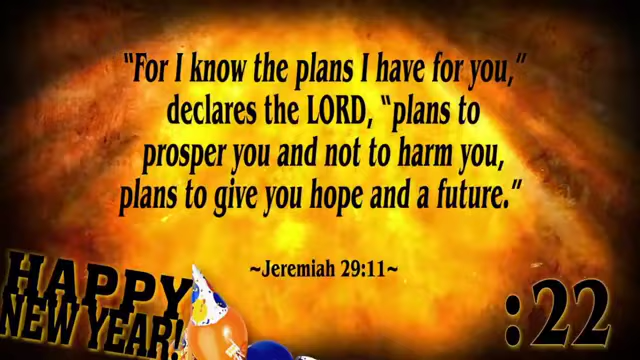 “For I know the plans I have for you,”
declares the LORD, “plans to
prosper you and not to harm you,
plans to give you hope and a future.”
~Jeremiah 29:11~
HAPPY
NEW YEAR!
:22